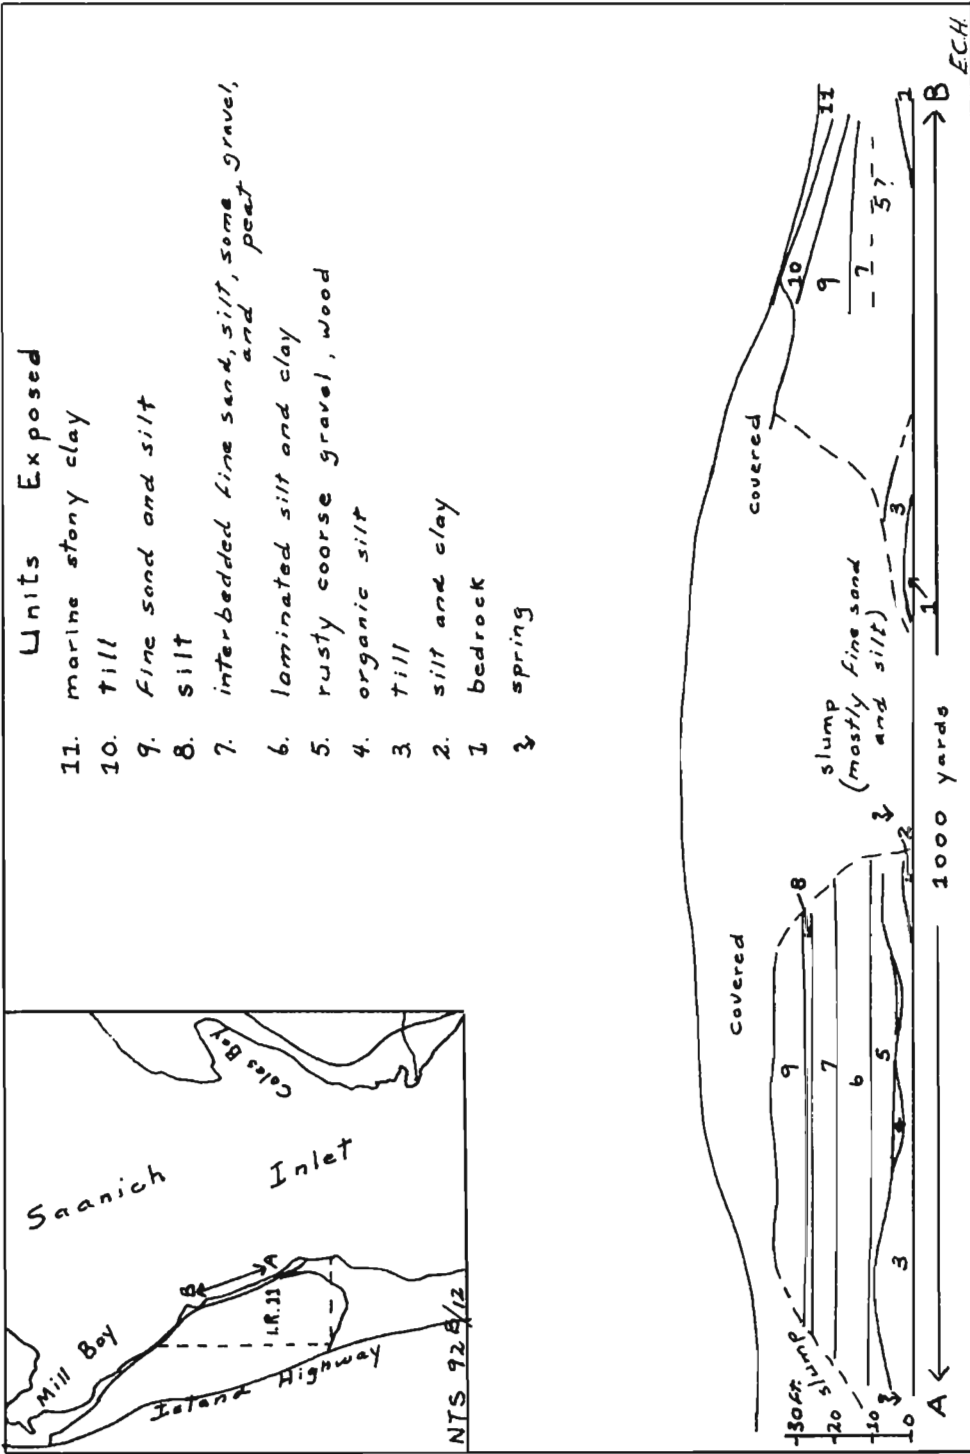 Units Exposed
11. marine stony clay
10. till
9. fine sand and silt
8. silt
7. interbedded fine sand, silt, some gravel,
and peat
6. laminated silt and clay
5. rusty coarse gravel, wood
4. organic silt
3. till
2. silt and clay
1 bedrock
spring
Saanich
Inlet
Coles Bay
Mill Bay
B
A
I.R. 11
Island Highway
NTS 92 B/12
Covered
covered
slump
(mostly fine sand
and silt)
slump
30 Ft.
20
10
0
9
8
7
6
5
4
3
1
2
1
3
11
10
9
7
5?
1
A
1000 yards
B
E.C.H.